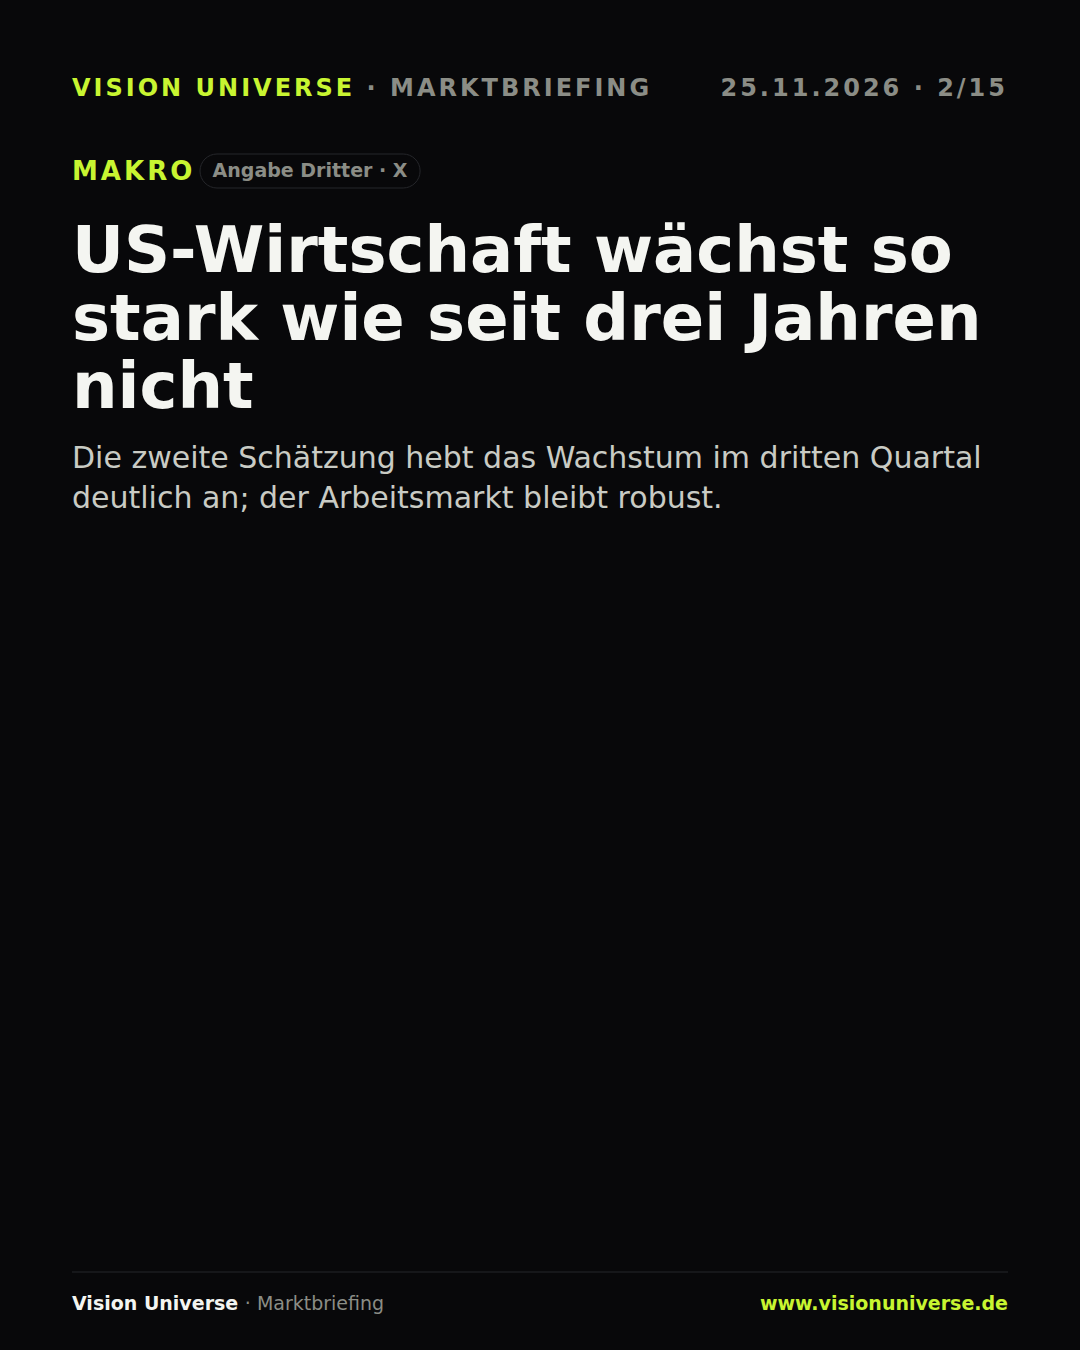 VISION UNIVERSE · MARKTBRIEFING 25.11.2026 · 2/15
MAKRO Angabe Dritter · X
US-Wirtschaft wächst so
stark wie seit drei Jahren
nicht
Die zweite Schätzung hebt das Wachstum im dritten Quartal
deutlich an; der Arbeitsmarkt bleibt robust.
Vision Universe · Marktbriefing www.visionuniverse.de